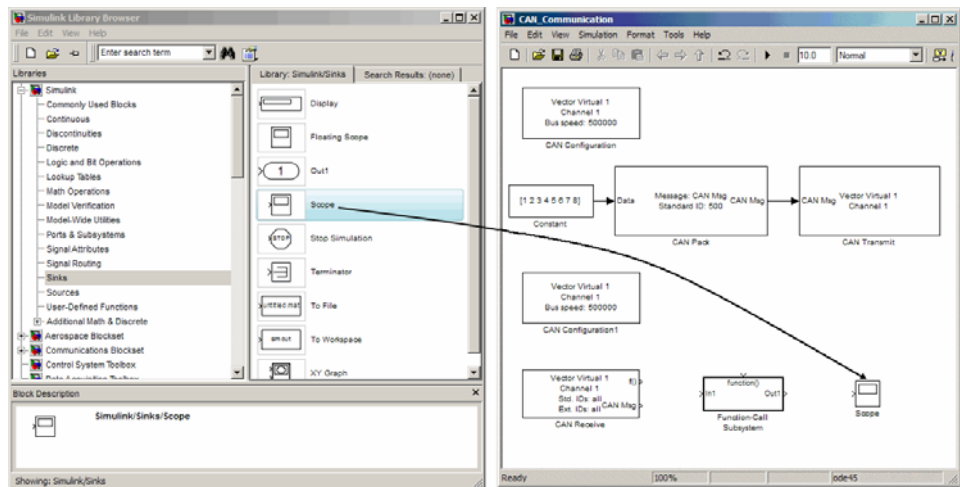 Simulink Library Browser
File Edit View Help
Enter search term
Libraries
Library: Simulink/Sinks
Search Results: (none)
Simulink
Commonly Used Blocks
Continuous
Discontinuities
Discrete
Logic and Bit Operations
Lookup Tables
Math Operations
Model Verification
Model-Wide Utilities
Ports & Subsystems
Signal Attributes
Signal Routing
Sinks
Sources
User-Defined Functions
Additional Math & Discrete
Aerospace Blockset
Communications Blockset
Control System Toolbox
Data Acquisition Toolbox
Display
Floating Scope
1
Out1
Scope
STOP
Stop Simulation
Terminator
untitled.mat
To File
simout
To Workspace
XY Graph
Block Description
Simulink/Sinks/Scope
Showing: Simulink/Sinks
CAN_Communication
File Edit View Simulation Format Tools Help
10.0
Normal
Vector Virtual 1
Channel 1
Bus speed: 500000
CAN Configuration
[1 2 3 4 5 6 7 8]
Constant
Data
Message: CAN Msg
Standard ID: 500
CAN Msg
CAN Pack
CAN Msg
Vector Virtual 1
Channel 1
CAN Transmit
Vector Virtual 1
Channel 1
Bus speed: 500000
CAN Configuration1
Vector Virtual 1
Channel 1
Std. IDs: all
Ext. IDs: all
f()
CAN Msg
CAN Receive
function()
In1
Out1
Function-Call
Subsystem
Scope
Ready
100%
ode45